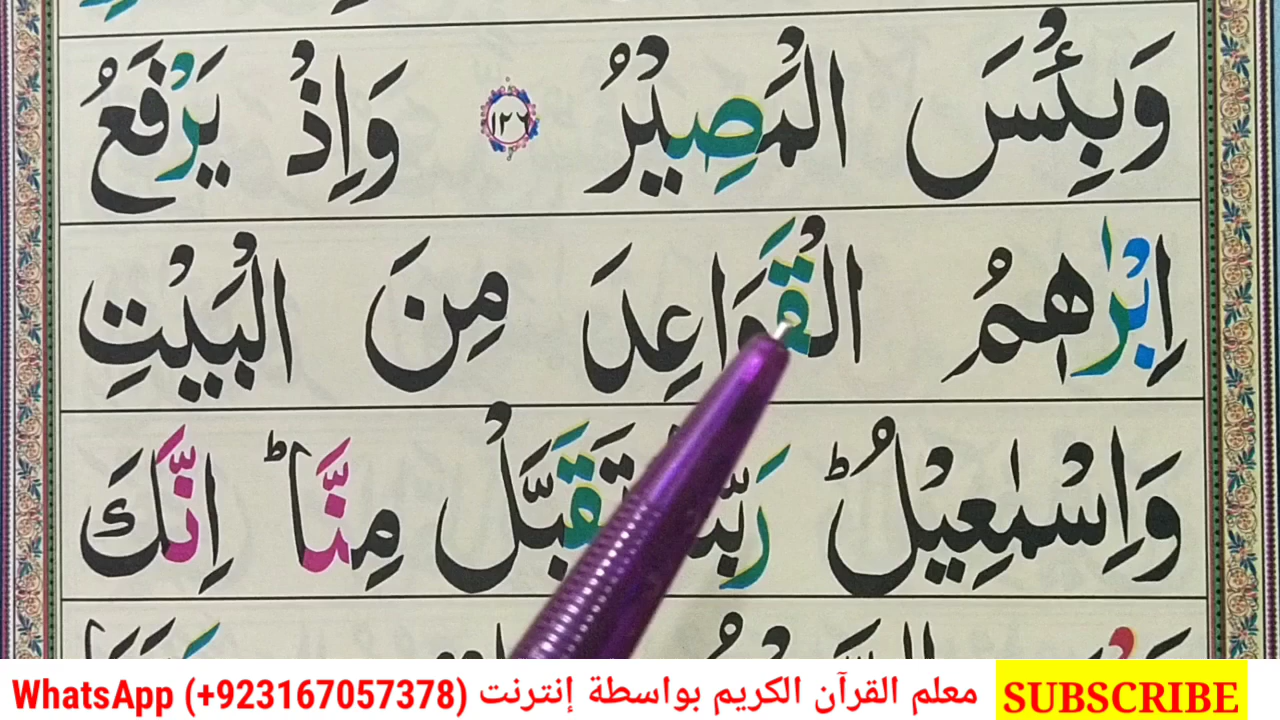 وَبِئْسَ الْمَصِيْرُ ١٢٦ وَاِذْ يَرْفَعُ
اِبْرٰهٖمُ الْقَوَاعِدَ مِنَ الْبَيْتِ
وَاِسْمٰعِيْلُ ؕ رَبَّنَا تَقَبَّلْ مِنَّا ؕ اِنَّكَ
WhatsApp (+923167057378) معلم القرآن الكريم بواسطة إنترنت SUBSCRIBE